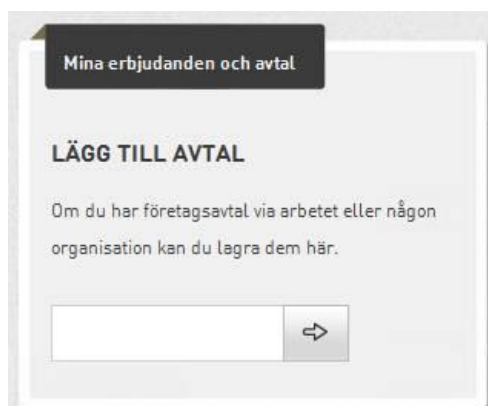 Mina erbjudanden och avtal
LÄGG TILL AVTAL
Om du har företagsavtal via arbetet eller någon
organisation kan du lagra dem här.